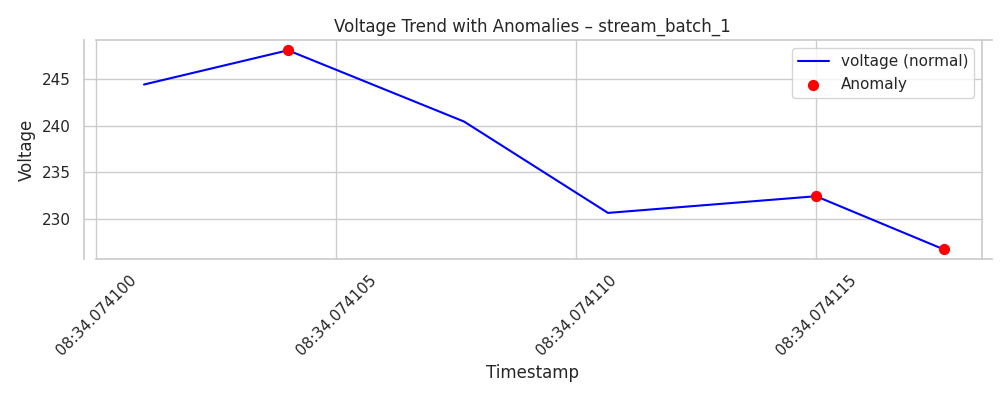 Voltage Trend with Anomalies – stream_batch_1
voltage (normal)
Anomaly
Voltage
245
240
235
230
08:34.074100
08:34.074105
08:34.074110
08:34.074115
Timestamp